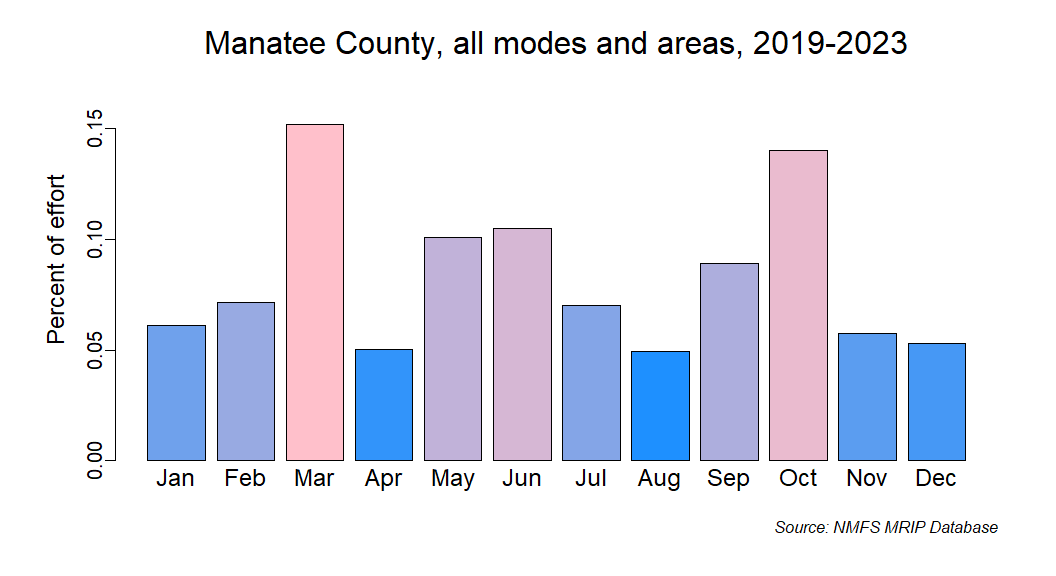 Manatee County, all modes and areas, 2019-2023
Percent of effort
0.15
0.10
0.05
0.00
Jan Feb Mar Apr May Jun Jul Aug Sep Oct Nov Dec
Source: NMFS MRIP Database